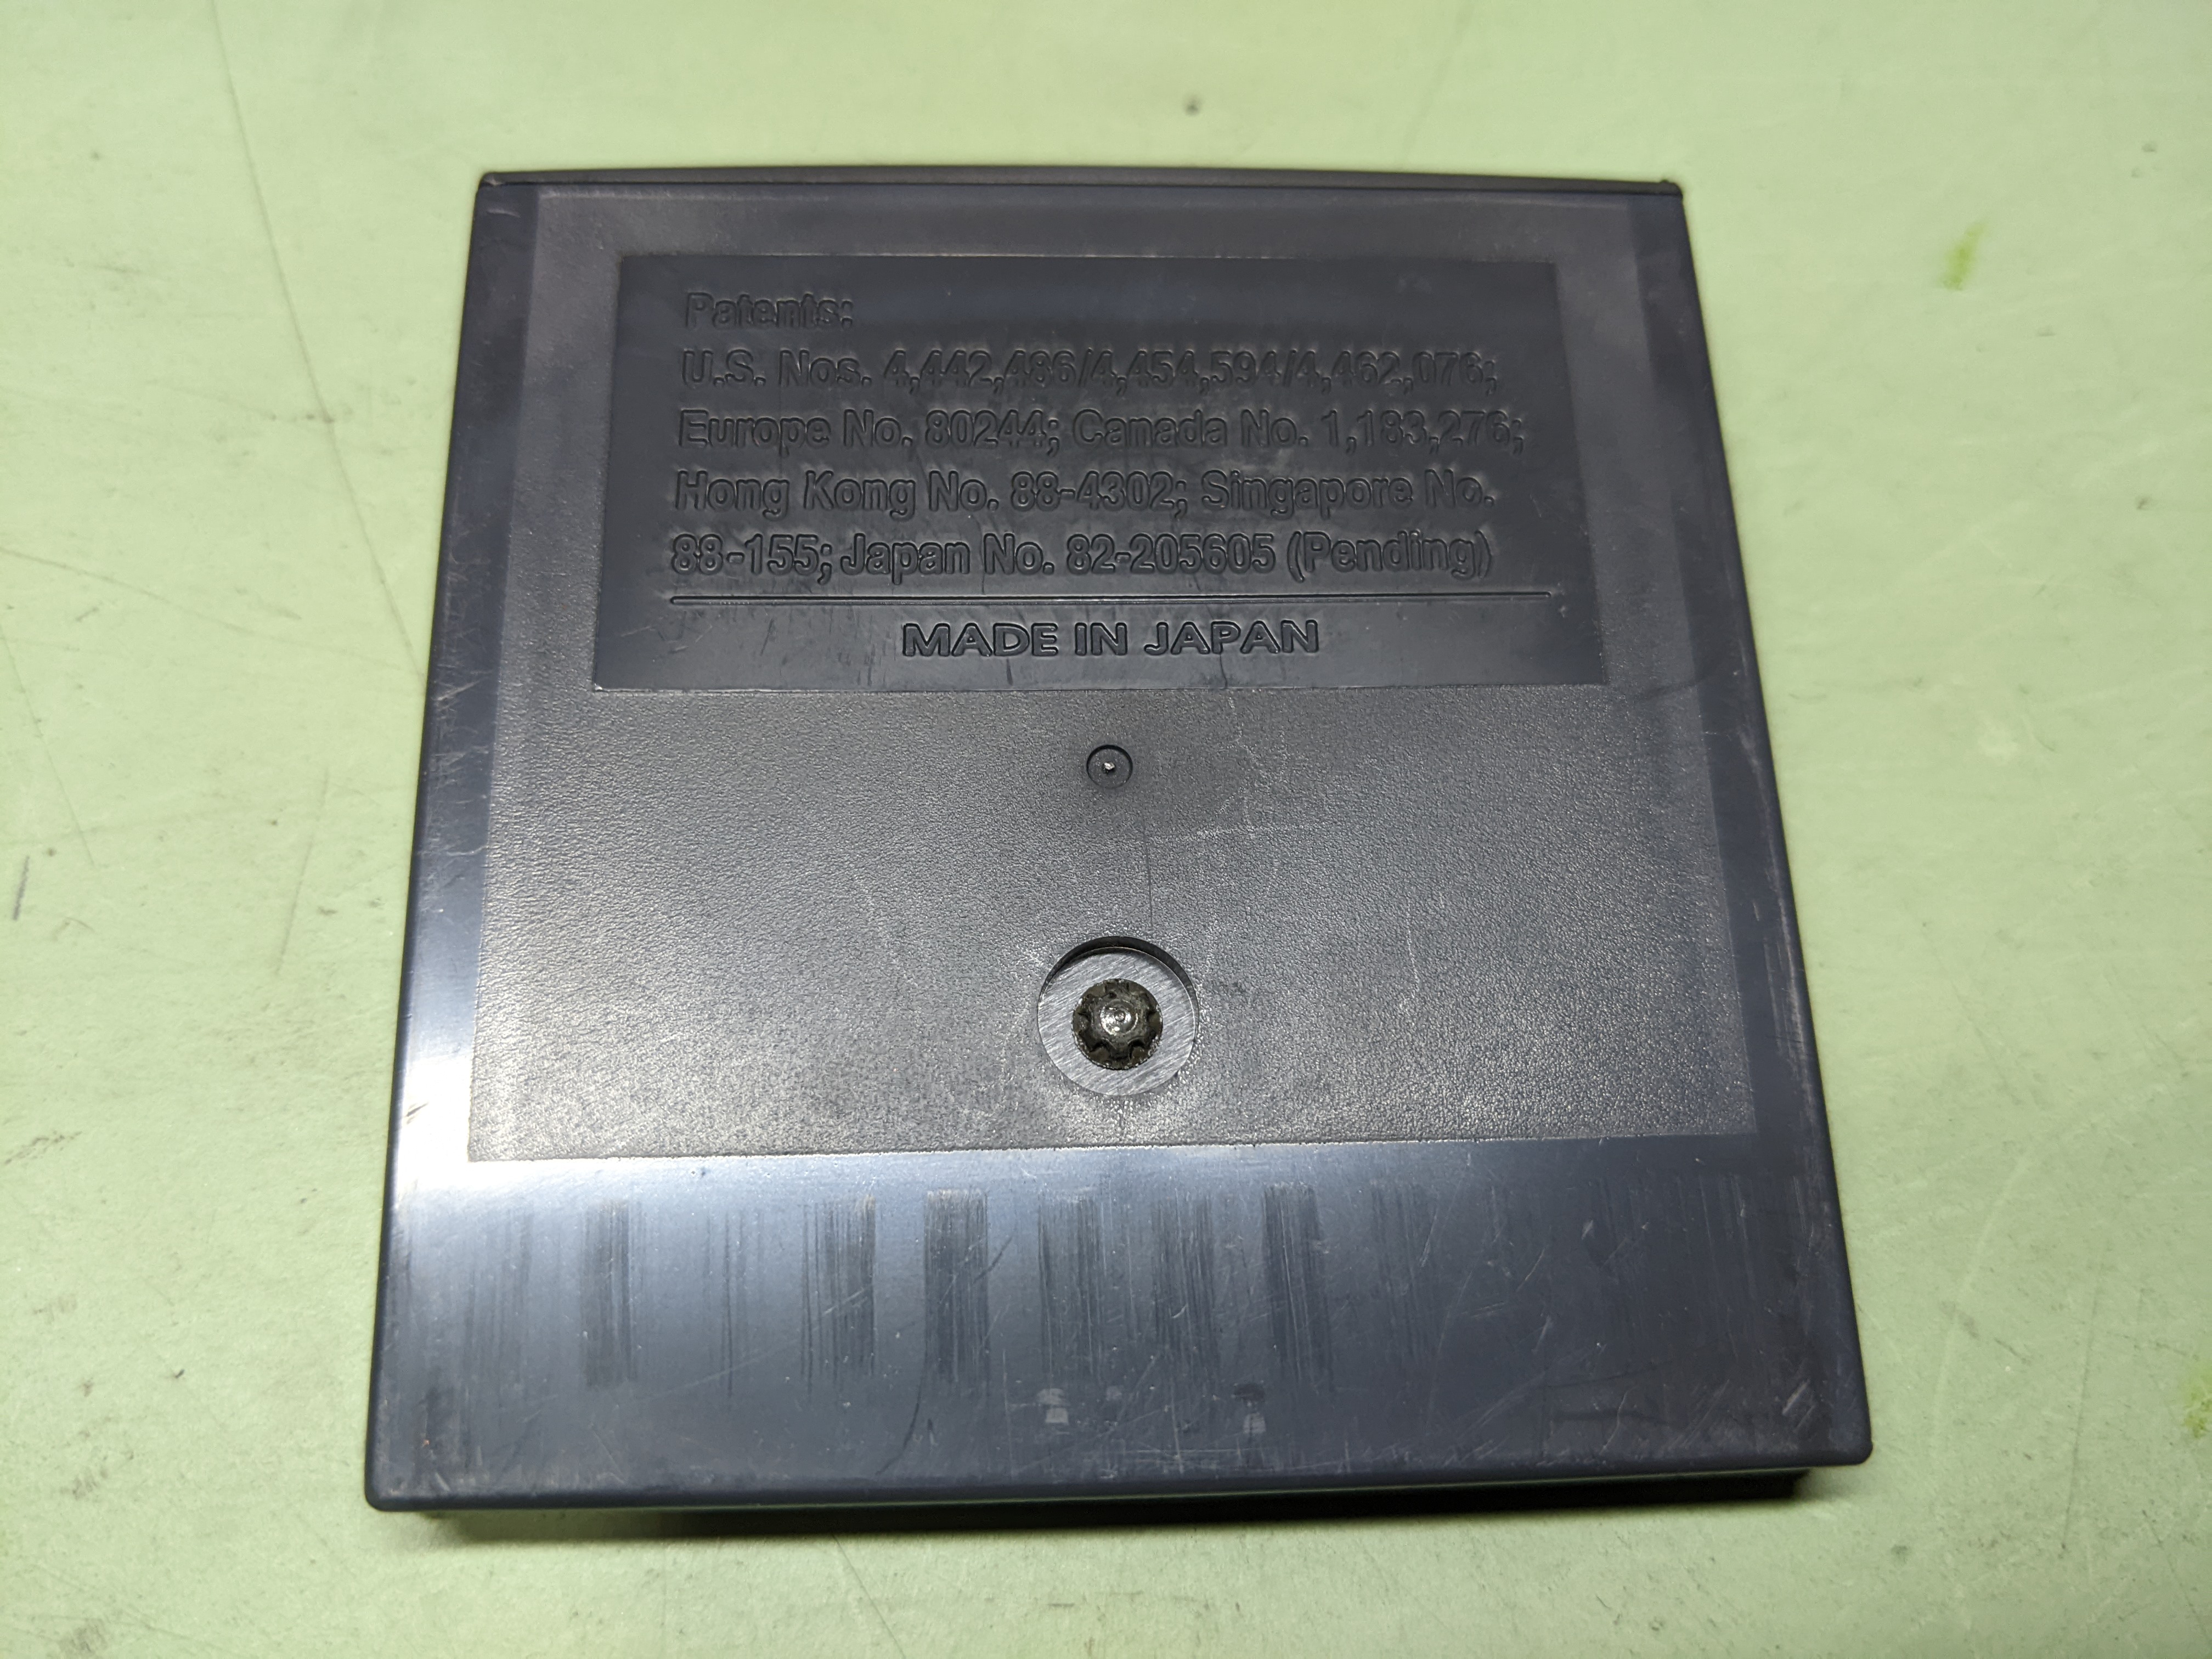 Patents:
U.S. Nos. 4,442,486/4,454,594/4,462,076;
Europe No. 80244; Canada No. 1,183,276;
Hong Kong No. 88-4302; Singapore No.
88-155; Japan No. 82-205605 (Pending)
MADE IN JAPAN